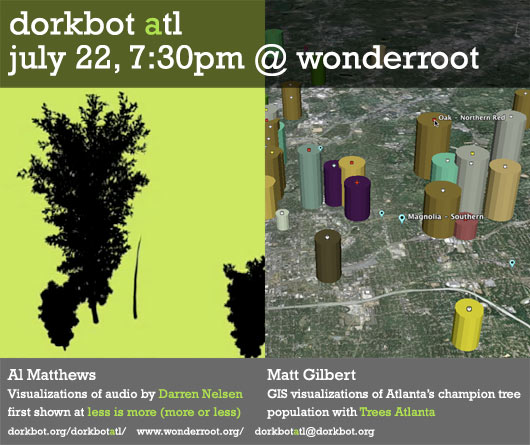 dorkbot atl
july 22, 7:30pm @ wonderroot
Oak - Northern Red
Magnolia - Southern
Al Matthews
Visualizations of audio by Darren Nelsen
first shown at less is more (more or less)
Matt Gilbert
GIS visualizations of Atlanta's champion tree
population with Trees Atlanta
dorkbot.org/dorkbotatl/ www.wonderroot.org/ dorkbotatl@dorkbot.org